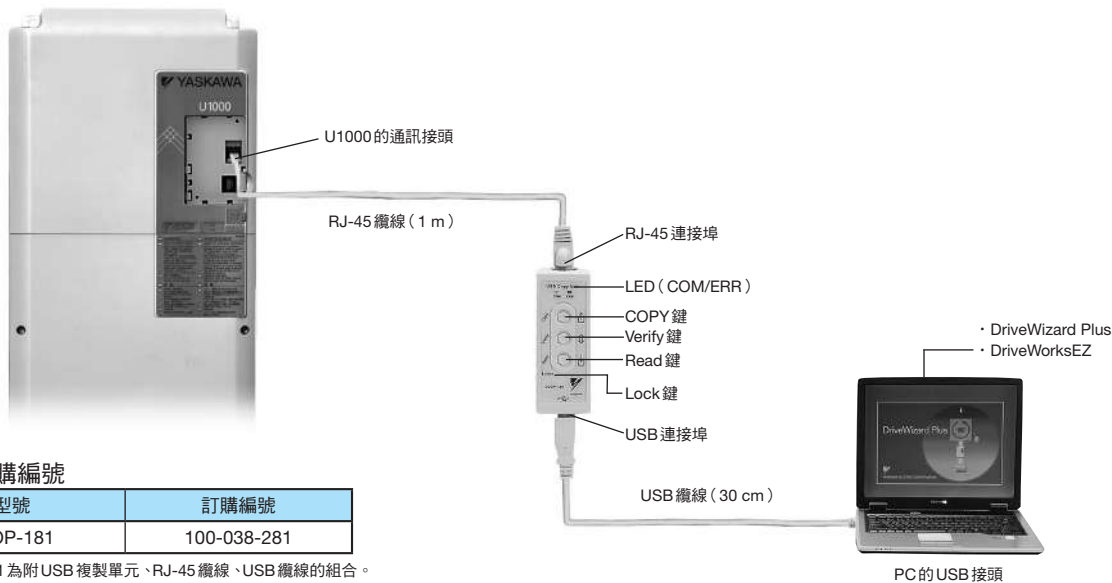 YASKAWA
U1000
U1000的通訊接頭
RJ-45纜線（1 m）
RJ-45連接埠
LED（COM/ERR）
COPY鍵
Verify鍵
Read鍵
Lock鍵
USB連接埠
USB纜線（30 cm）
・DriveWizard Plus
・DriveWorksEZ
DriveWizard Plus
PC的USB接頭
購編號
型號 訂購編號
OP-181 100-038-281
1為附USB複製單元、RJ-45纜線、USB纜線的組合。